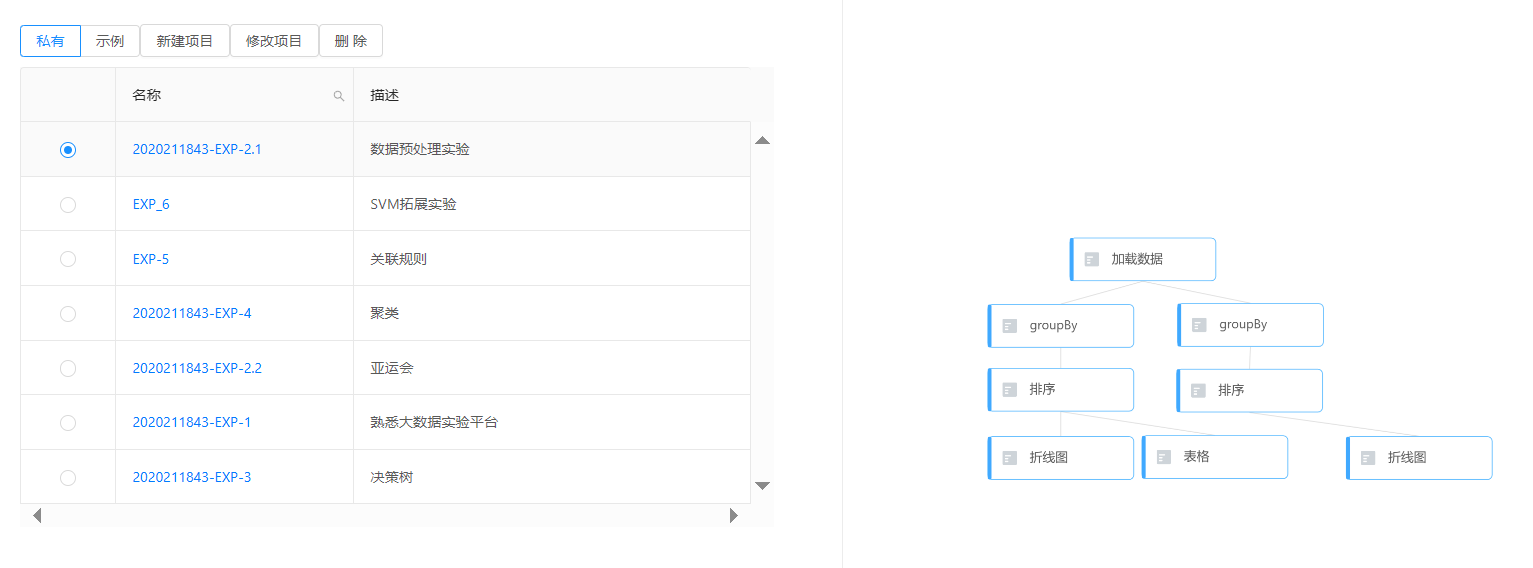 私有 示例 新建项目 修改项目 删 除
名称 描述
2020211843-EXP-2.1 数据预处理实验
EXP_6 SVM拓展实验
EXP-5 关联规则
2020211843-EXP-4 聚类
2020211843-EXP-2.2 亚运会
2020211843-EXP-1 熟悉大数据实验平台
2020211843-EXP-3 决策树
加载数据
groupBy groupBy
排序 排序
折线图 表格 折线图